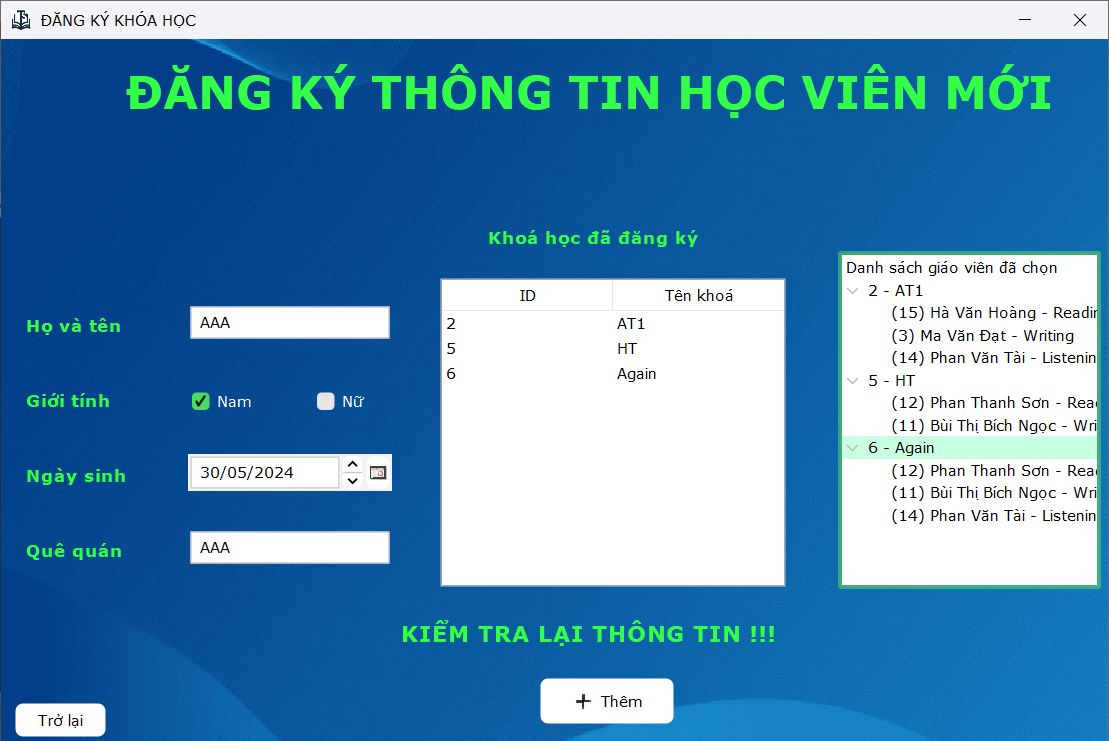 ĐĂNG KÝ KHÓA HỌC
ĐĂNG KÝ THÔNG TIN HỌC VIÊN MỚI
Khoá học đã đăng ký
Họ và tên
AAA
Giới tính
Nam
Nữ
Ngày sinh
30/05/2024
Quê quán
AAA
ID Tên khoá
2 AT1
5 HT
6 Again
Danh sách giáo viên đã chọn
2 - AT1
(15) Hà Văn Hoàng - Readin
(3) Ma Văn Đạt - Writing
(14) Phan Văn Tài - Listenin
5 - HT
(12) Phan Thanh Sơn - Read
(11) Bùi Thị Bích Ngọc - Wri
6 - Again
(12) Phan Thanh Sơn - Read
(11) Bùi Thị Bích Ngọc - Wri
(14) Phan Văn Tài - Listenin
KIỂM TRA LẠI THÔNG TIN !!!
Thêm
Trở lại